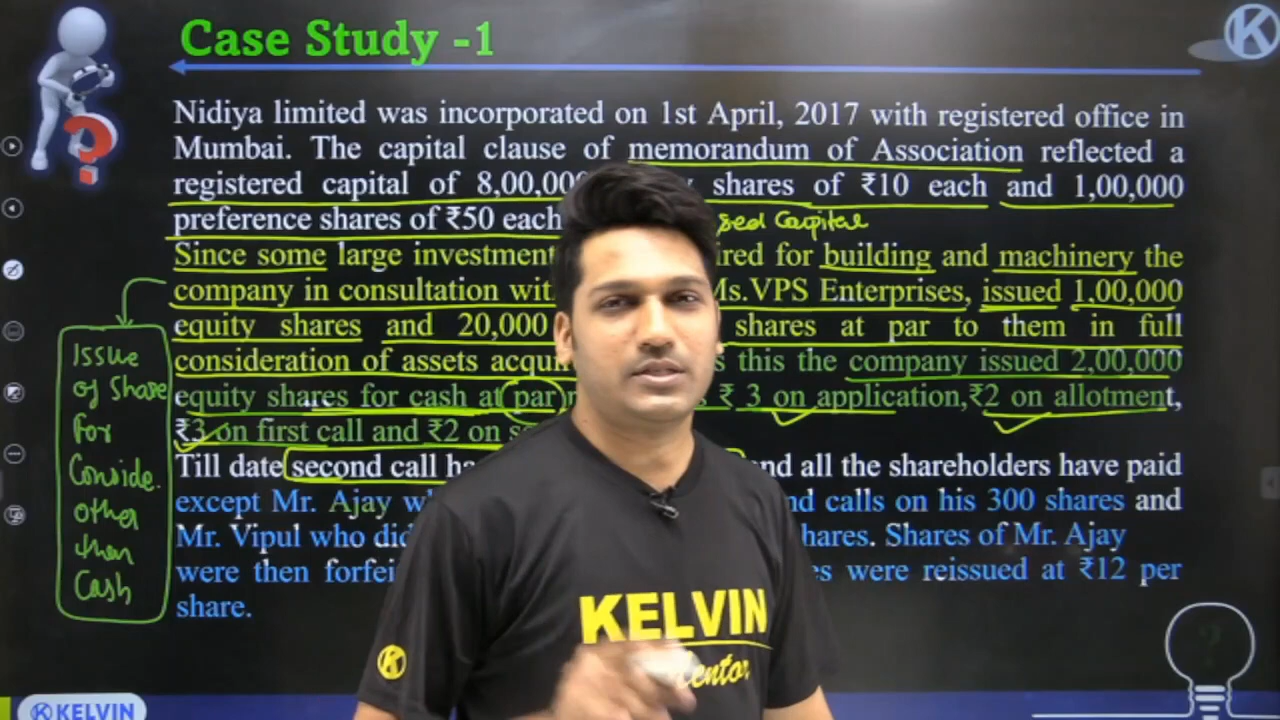 Case Study -1
Nidiya limited was incorporated on 1st April, 2017 with registered office in
Mumbai. The capital clause of memorandum of Association reflected a
registered capital of 8,00,000 shares of ₹10 each and 1,00,000
preference shares of ₹50 each sed Capital
Since some large investment for building and machinery the
company in consultation Ms.VPS Enterprises, issued 1,00,000
equity shares and 20,000 shares at par to them in full
consideration of assets this the company issued 2,00,000
equity shares for cash at par ₹ 3 on application,₹2 on allotment,
₹3 on first call and ₹2 on
Till date second call and all the shareholders have paid
except Mr. Ajay calls on his 300 shares and
Mr. Vipul who did shares. Shares of Mr. Ajay
were then were reissued at ₹12 per
share.
Issue
of Share
for
Conside.
other
then
Cash
KELVIN
Mentor
K
K KELVIN
K